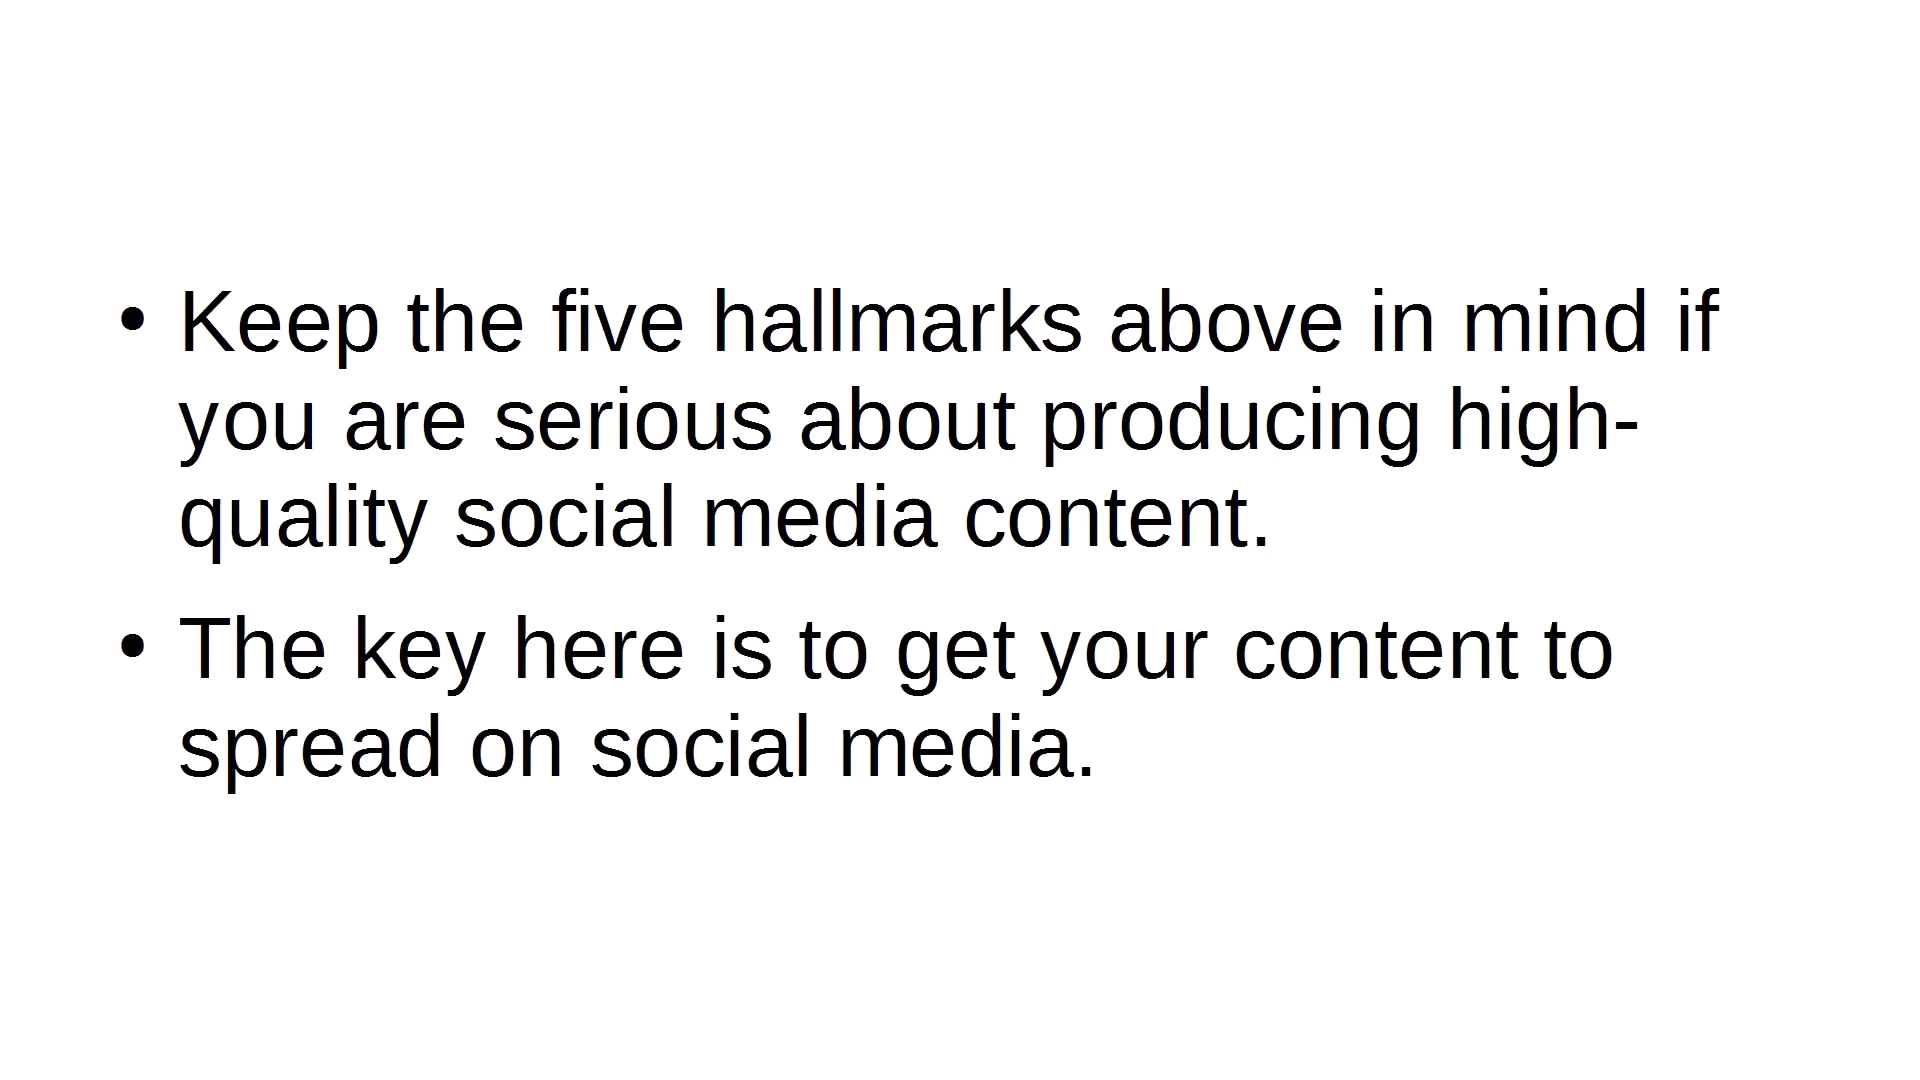 • Keep the five hallmarks above in mind if
you are serious about producing high-
quality social media content.
• The key here is to get your content to
spread on social media.